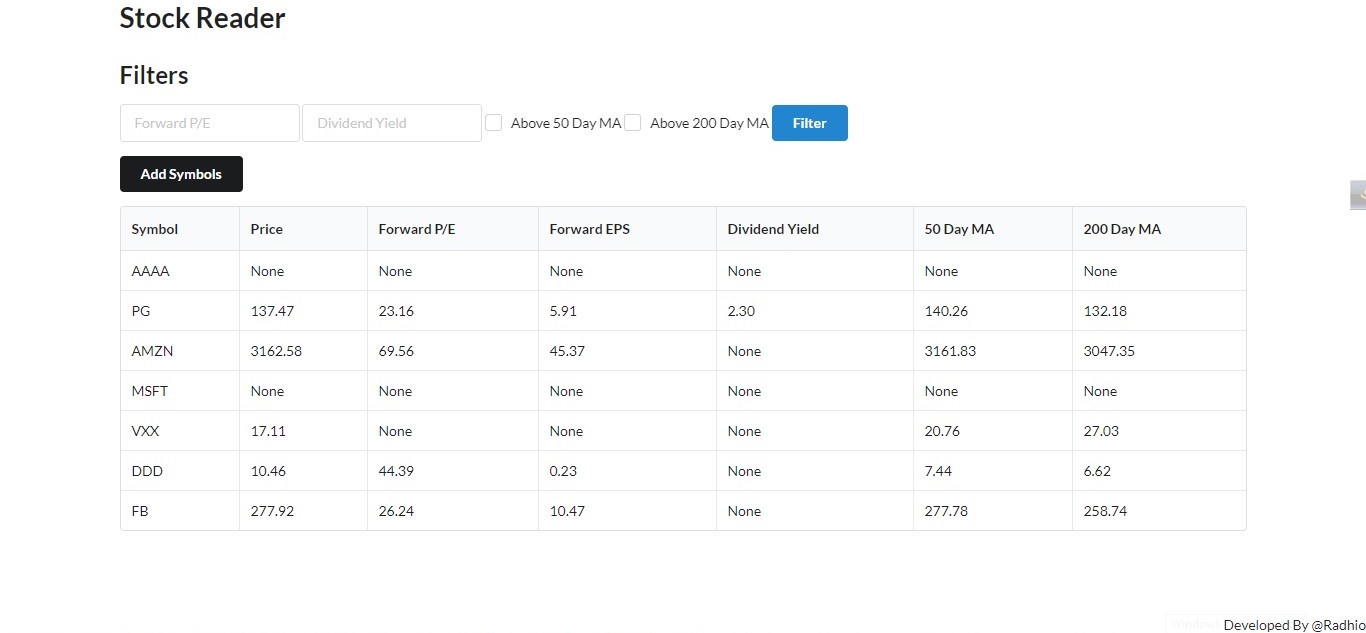 Stock Reader
Filters
Forward P/E Dividend Yield Above 50 Day MA Above 200 Day MA Filter
Add Symbols
Symbol Price Forward P/E Forward EPS Dividend Yield 50 Day MA 200 Day MA
AAAA None None None None None None
PG 137.47 23.16 5.91 2.30 140.26 132.18
AMZN 3162.58 69.56 45.37 None 3161.83 3047.35
MSFT None None None None None None
VXX 17.11 None None None 20.76 27.03
DDD 10.46 44.39 0.23 None 7.44 6.62
FB 277.92 26.24 10.47 None 277.78 258.74
Developed By @Radhio